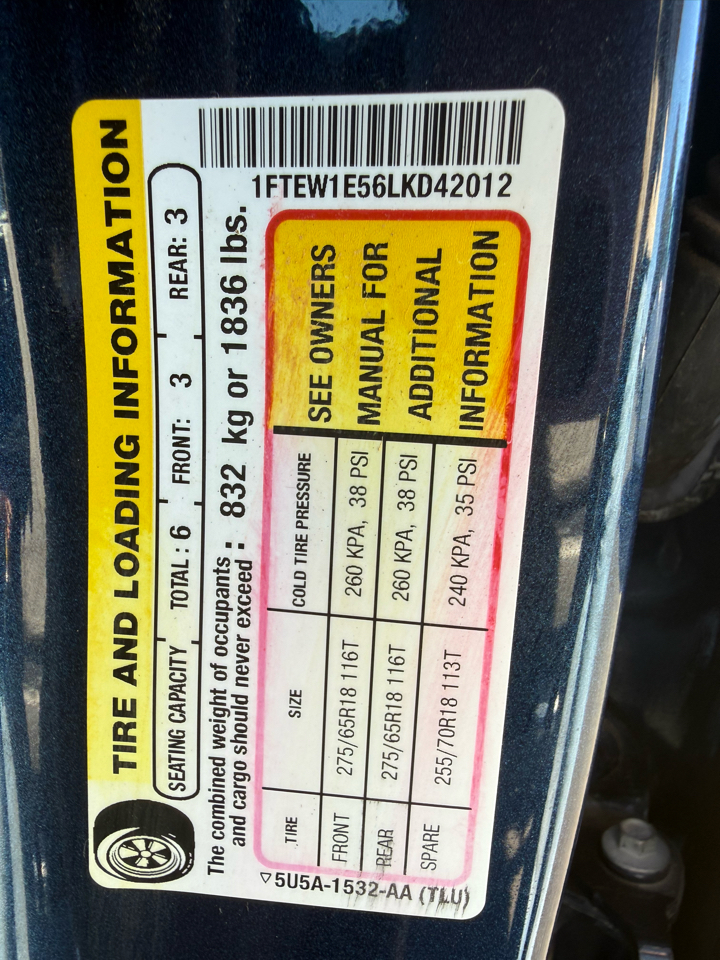 TIRE AND LOADING INFORMATION
SEATING CAPACITY TOTAL : 6 FRONT: 3 REAR: 3
The combined weight of occupants
and cargo should never exceed : 832 kg or 1836 lbs.
TIRE SIZE COLD TIRE PRESSURE
FRONT 275/65R18 116T 260 KPA, 38 PSI
REAR 275/65R18 116T 260 KPA, 38 PSI
SPARE 255/70R18 113T 240 KPA, 35 PSI
SEE OWNERS
MANUAL FOR
ADDITIONAL
INFORMATION
▽5U5A-1532-AA (TLU)
1FTEW1E56LKD42012